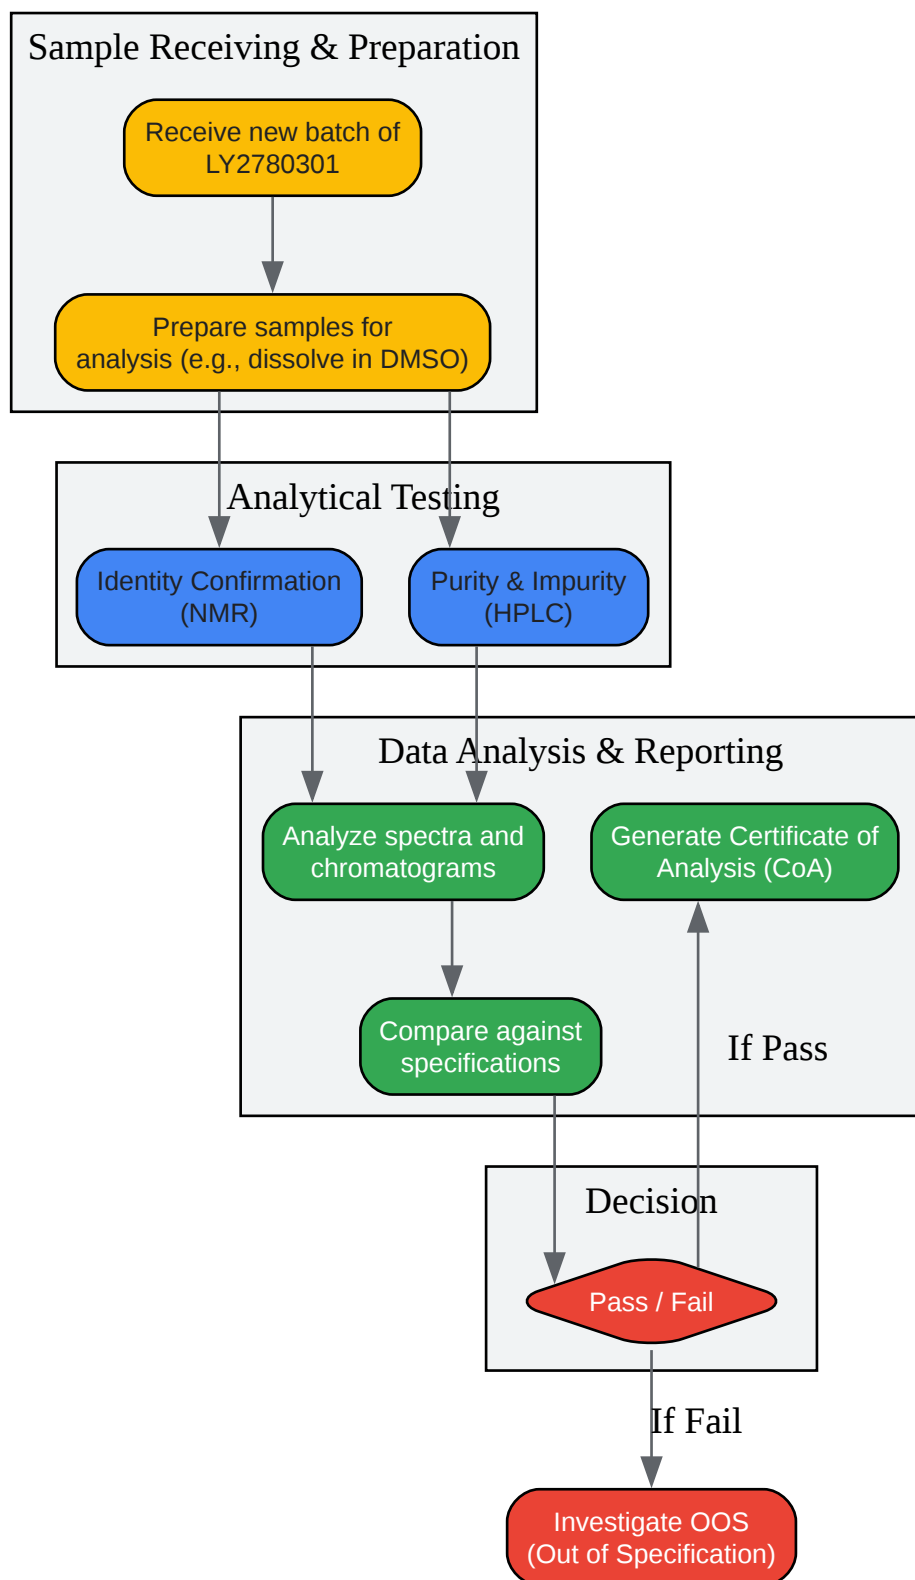 Sample Receiving & Preparation
Receive new batch of
LY2780301
Prepare samples for
analysis (e.g., dissolve in DMSO)
Analytical Testing
Identity Confirmation
(NMR)
Purity & Impurity
(HPLC)
Data Analysis & Reporting
Analyze spectra and
chromatograms
Generate Certificate of
Analysis (CoA)
Compare against
specifications
If Pass
Decision
Pass / Fail
If Fail
Investigate OOS
(Out of Specification)